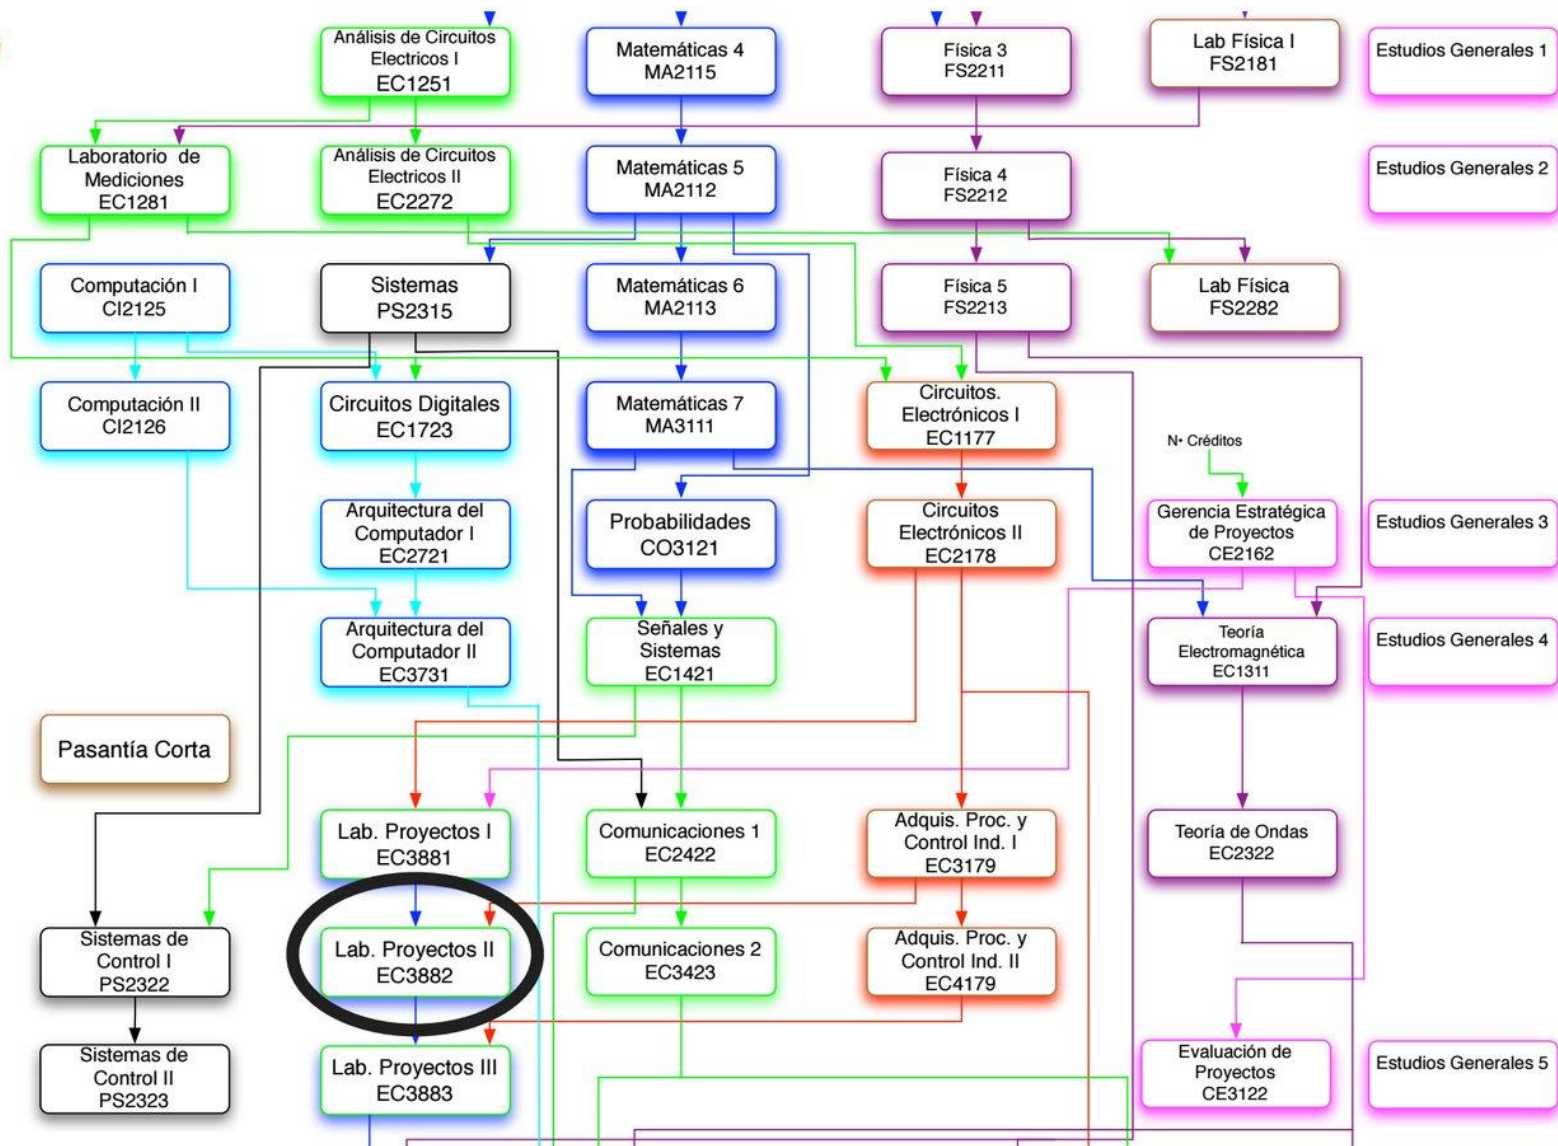 Análisis de Circuitos
Electricos I
EC1251
Matemáticas 4
MA2115
Física 3
FS2211
Lab Física I
FS2181
Estudios Generales 1
Laboratorio de
Mediciones
EC1281
Análisis de Circuitos
Electricos II
EC2272
Matemáticas 5
MA2112
Física 4
FS2212
Estudios Generales 2
Computación I
CI2125
Sistemas
PS2315
Matemáticas 6
MA2113
Física 5
FS2213
Lab Física
FS2282
Computación II
CI2126
Circuitos Digitales
EC1723
Matemáticas 7
MA3111
Circuitos.
Electrónicos I
EC1177
N• Créditos
Arquitectura del
Computador I
EC2721
Probabilidades
CO3121
Circuitos
Electrónicos II
EC2178
Gerencia Estratégica
de Proyectos
CE2162
Estudios Generales 3
Arquitectura del
Computador II
EC3731
Señales y
Sistemas
EC1421
Teoría
Electromagnética
EC1311
Estudios Generales 4
Pasantía Corta
Lab. Proyectos I
EC3881
Comunicaciones 1
EC2422
Adquis. Proc. y
Control Ind. I
EC3179
Teoría de Ondas
EC2322
Sistemas de
Control I
PS2322
Lab. Proyectos II
EC3882
Comunicaciones 2
EC3423
Adquis. Proc. y
Control Ind. II
EC4179
Sistemas de
Control II
PS2323
Lab. Proyectos III
EC3883
Evaluación de
Proyectos
CE3122
Estudios Generales 5